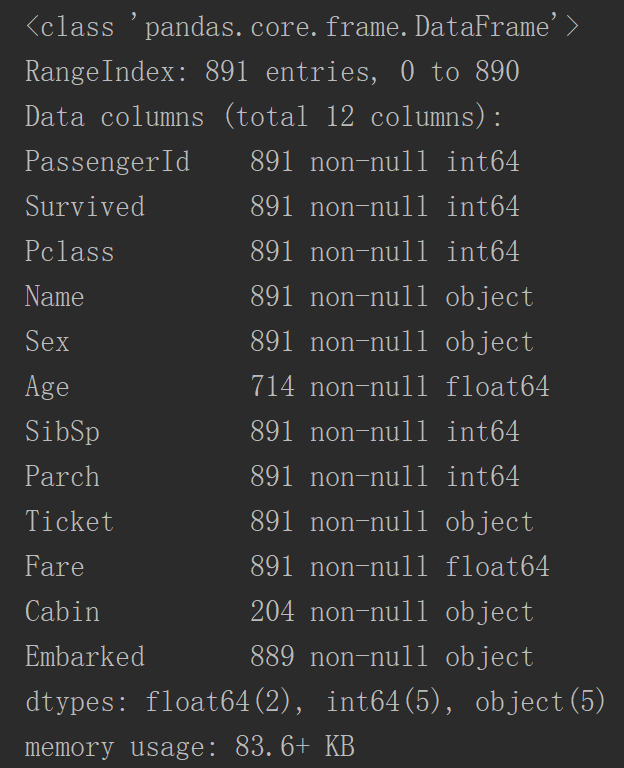 <class 'pandas.core.frame.DataFrame'>
RangeIndex: 891 entries, 0 to 890
Data columns (total 12 columns):
PassengerId    891 non-null int64
Survived       891 non-null int64
Pclass         891 non-null int64
Name           891 non-null object
Sex            891 non-null object
Age            714 non-null float64
SibSp          891 non-null int64
Parch          891 non-null int64
Ticket         891 non-null object
Fare           891 non-null float64
Cabin          204 non-null object
Embarked       889 non-null object
dtypes: float64(2), int64(5), object(5)
memory usage: 83.6+ KB